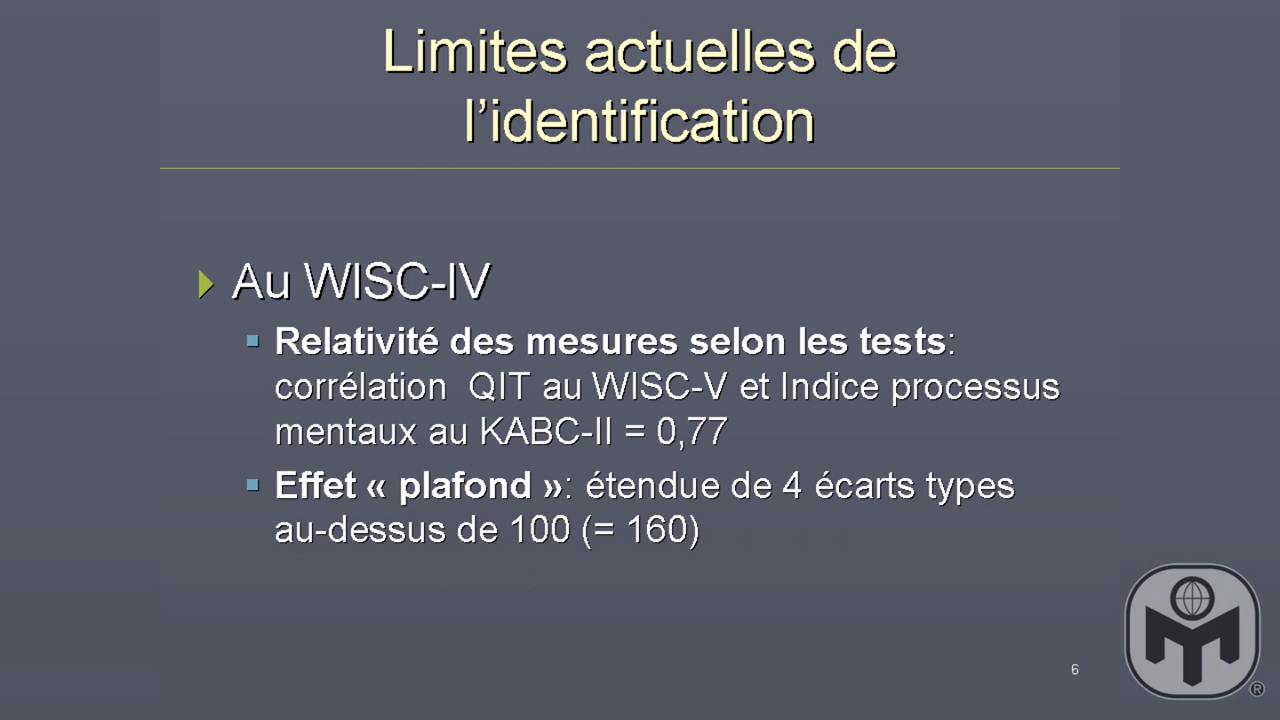 Limites actuelles de
l’identification
Au WISC-IV
Relativité des mesures selon les tests:
corrélation QIT au WISC-V et Indice processus
mentaux au KABC-II = 0,77
Effet « plafond »: étendue de 4 écarts types
au-dessus de 100 (= 160)
6
®